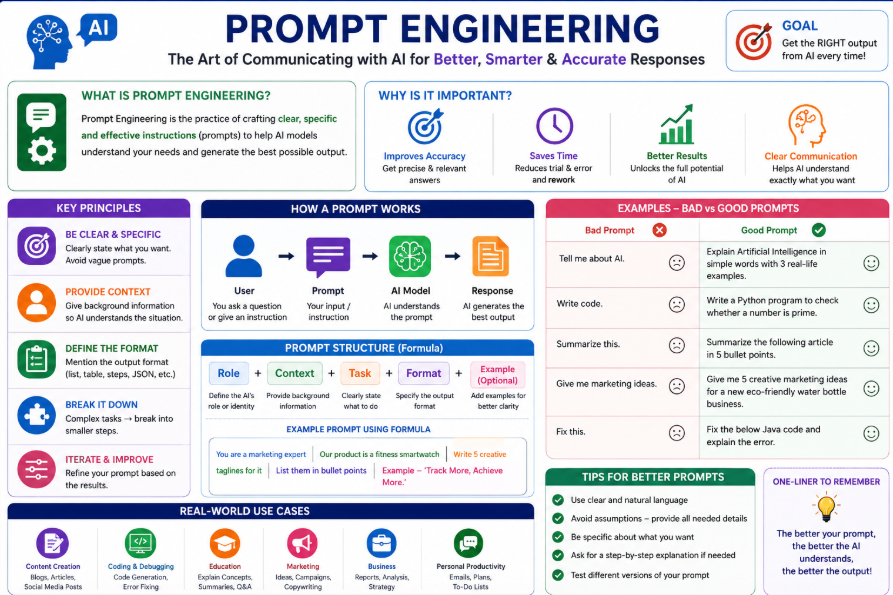 AI
PROMPT ENGINEERING
The Art of Communicating with AI for Better, Smarter & Accurate Responses
GOAL
Get the RIGHT output
from AI every time!
WHAT IS PROMPT ENGINEERING?
Prompt Engineering is the practice of crafting clear, specific
and effective instructions (prompts) to help AI models
understand your needs and generate the best possible output.
WHY IS IT IMPORTANT?
Improves Accuracy
Get precise & relevant
answers
Saves Time
Reduces trial & error
and rework
Better Results
Unlocks the full potential
of AI
Clear Communication
Helps AI understand
exactly what you want
KEY PRINCIPLES
BE CLEAR & SPECIFIC
Clearly state what you want.
Avoid vague prompts.
PROVIDE CONTEXT
Give background information
so AI understands the situation.
DEFINE THE FORMAT
Mention the output format
(list, table, steps, JSON, etc.)
BREAK IT DOWN
Complex tasks → break into
smaller steps.
ITERATE & IMPROVE
Refine your prompt based on
the results.
HOW A PROMPT WORKS
User
You ask a question
or give an instruction
Prompt
Your input /
instruction
AI Model
AI understands
the prompt
Response
AI generates the
best output
PROMPT STRUCTURE (Formula)
Role + Context + Task + Format + Example
(Optional)
Define the AI's
role or identity
Provide background
information
Clearly state
what to do
Specify the output
format
Add examples for
better clarity
EXAMPLE PROMPT USING FORMULA
You are a marketing expert | Our product is a fitness smartwatch | Write 5 creative
taglines for it | List them in bullet points | Example – 'Track More, Achieve
More.'
EXAMPLES – BAD vs GOOD PROMPTS
Bad Prompt
Good Prompt
Tell me about AI.
Explain Artificial Intelligence in
simple words with 3 real-life
examples.
Write code.
Write a Python program to check
whether a number is prime.
Summarize this.
Summarize the following article
in 5 bullet points.
Give me marketing ideas.
Give me 5 creative marketing ideas
for a new eco-friendly water bottle
business.
Fix this.
Fix the below Java code and
explain the error.
REAL-WORLD USE CASES
Content Creation
Blogs, Articles,
Social Media Posts
Coding & Debugging
Code Generation,
Error Fixing
Education
Explain Concepts,
Summaries, Q&A
Marketing
Ideas, Campaigns,
Copywriting
Business
Reports, Analysis,
Strategy
Personal Productivity
Emails, Plans,
To-Do Lists
TIPS FOR BETTER PROMPTS
Use clear and natural language
Avoid assumptions – provide all needed details
Be specific about what you want
Ask for a step-by-step explanation if needed
Test different versions of your prompt
ONE-LINER TO REMEMBER
The better your prompt,
the better the AI
understands,
the better the output!